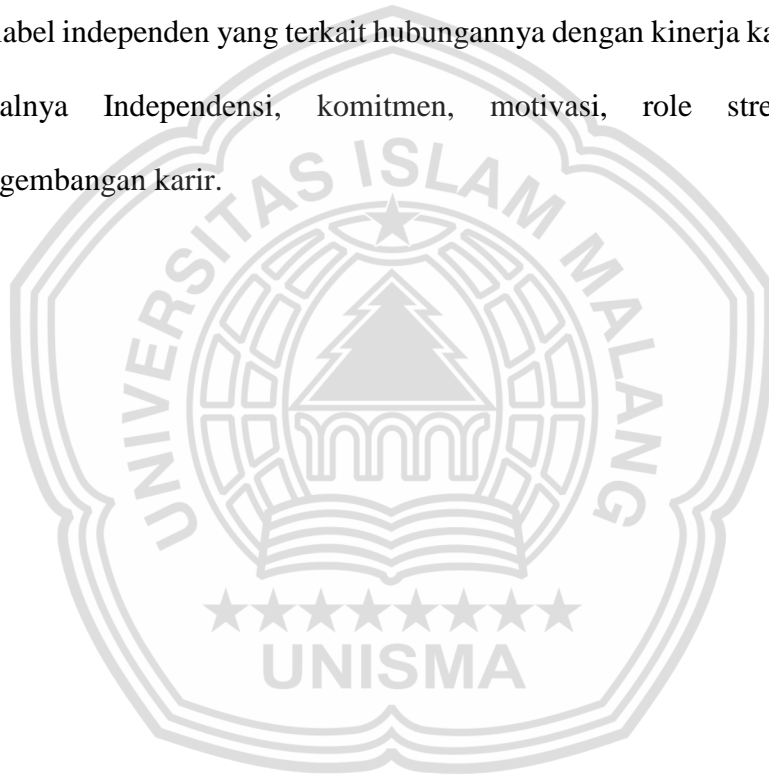 label independen yang terkait hubungannya dengan kinerja ka
alnya Independensi, komitmen, motivasi, role stre
gembangan karir.
UNIVERSITAS ISLAM MALANG
UNISMA